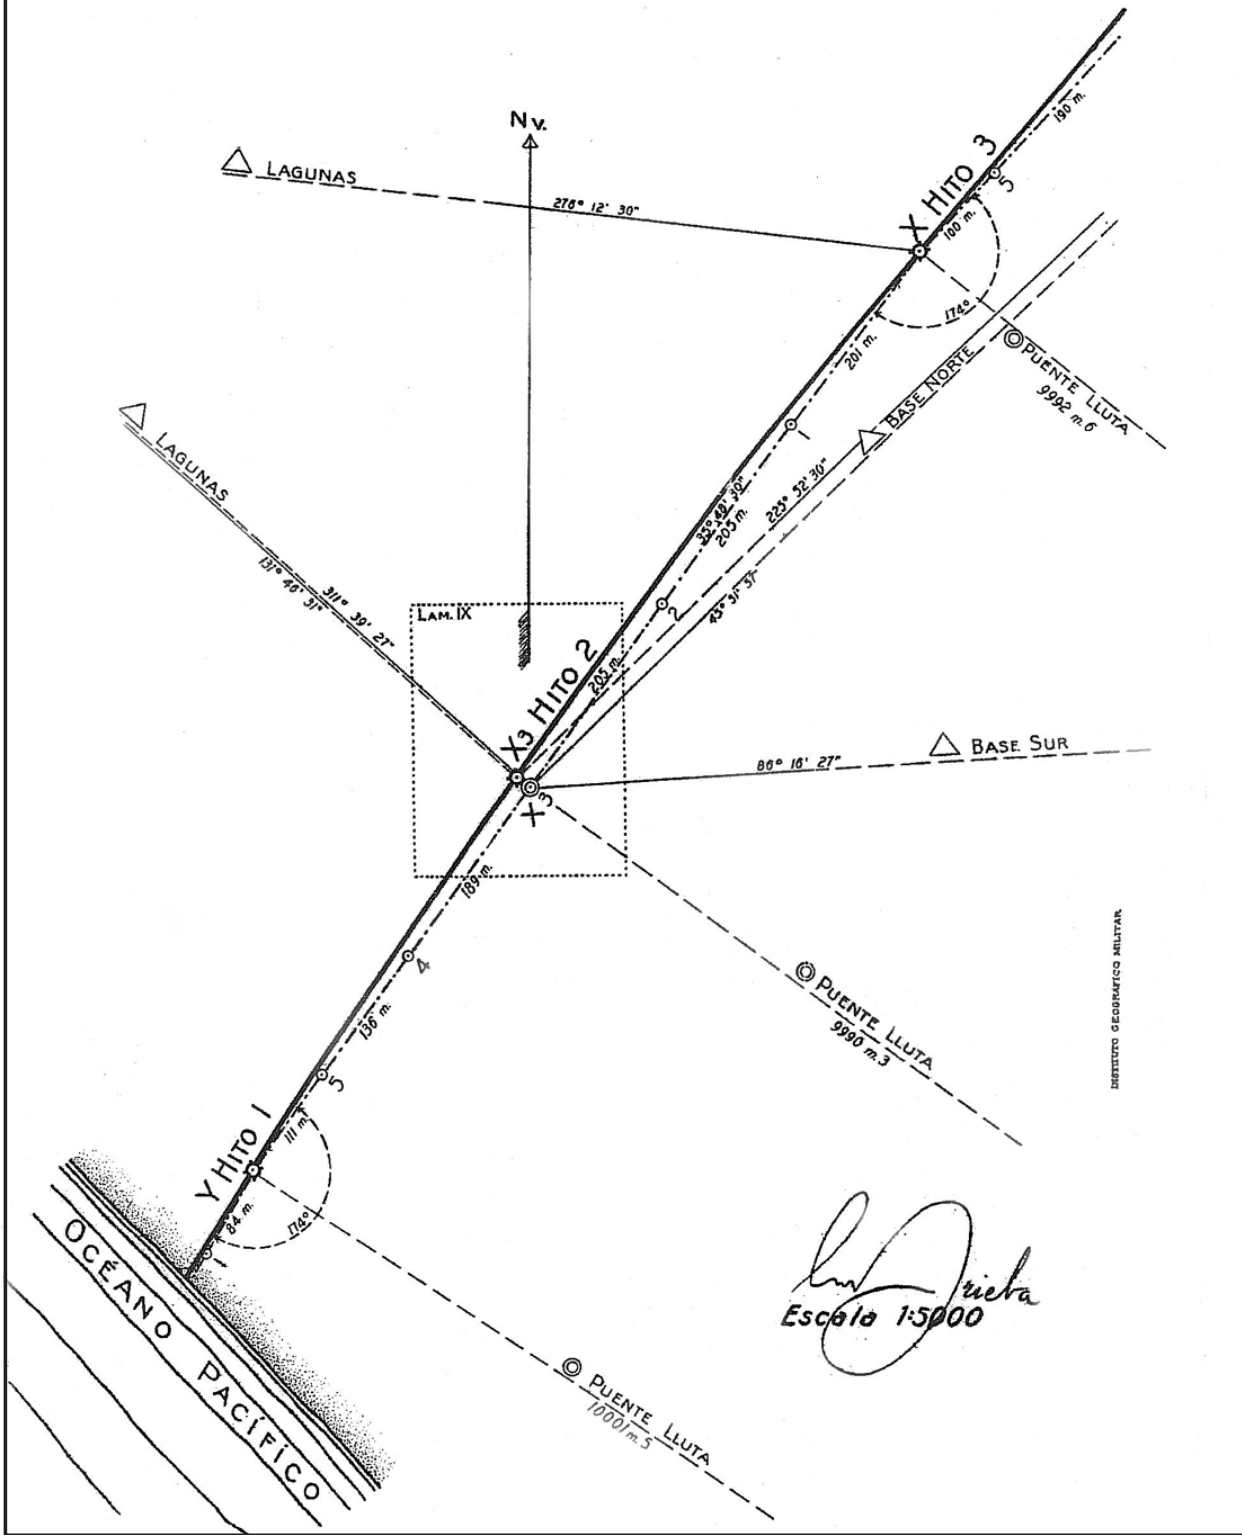 Nv.
LAGUNAS
276° 12' 30"
X HITO 3
5
190 m.
100 m.
174°
201 m.
PUENTE LLUTA
9992 m.6
BASE NORTE
1
225° 52' 30"
205 m.
45° 31' 37"
LAGUNAS
311° 39' 27"
131° 46' 31"
LAM. IX
2
205 m.
X3 HITO 2
X3
86° 16' 27"
BASE SUR
189 m.
4
136 m.
PUENTE LLUTA
9990 m.3
5
111 m.
Y HITO 1
84 m.
174°
1
OCÉANO PACÍFICO
PUENTE LLUTA
10001 m.5
Escala 1:5000
INSTITUTO GEOGRAFICO MILITAR